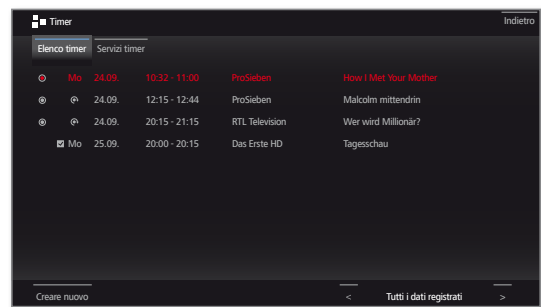 Timer Indietro
Elenco timer Servizi timer
Mo 24.09. 10:32 - 11:00 ProSieben How I Met Your Mother
24.09. 12:15 - 12:44 ProSieben Malcolm mittendrin
24.09. 20:15 - 21:15 RTL Television Wer wird Millionär?
Mo 25.09. 20:00 - 20:15 Das Erste HD Tagesschau
Creare nuovo < Tutti i dati registrati >